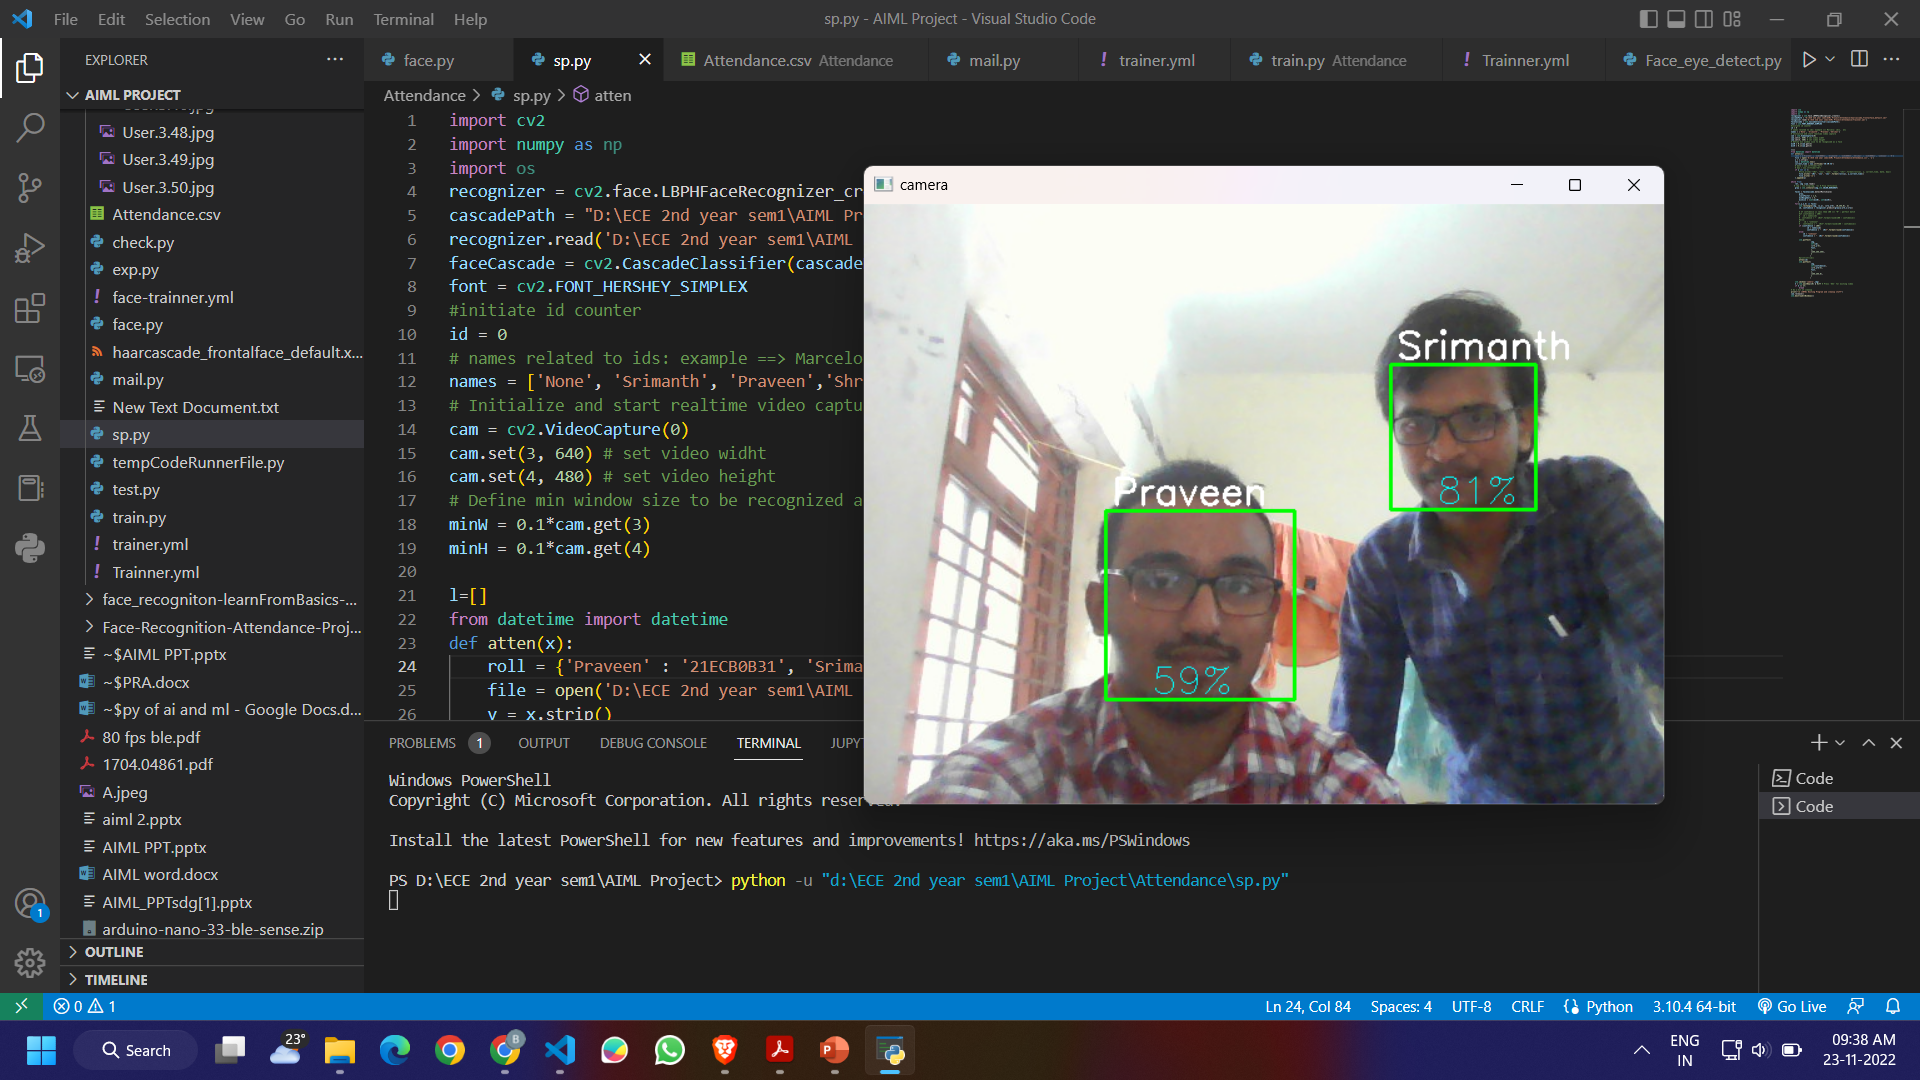 File Edit Selection View Go Run Terminal Help
sp.py - AIML Project - Visual Studio Code
EXPLORER
face.py
sp.py
Attendance.csv Attendance
mail.py
trainer.yml
train.py Attendance
Trainner.yml
Face_eye_detect.py
AIML PROJECT
User.3.48.jpg
User.3.49.jpg
User.3.50.jpg
Attendance.csv
check.py
exp.py
face-trainner.yml
face.py
haarcascade_frontalface_default.x...
mail.py
New Text Document.txt
sp.py
tempCodeRunnerFile.py
test.py
train.py
trainer.yml
Trainner.yml
face_recogniton-learnFromBasics-...
Face-Recognition-Attendance-Proj...
~$AIML PPT.pptx
~$PRA.docx
~$py of ai and ml - Google Docs.d...
80 fps ble.pdf
1704.04861.pdf
A.jpeg
aiml 2.pptx
AIML PPT.pptx
AIML word.docx
AIML_PPTsdg[1].pptx
arduino-nano-33-ble-sense.zip
OUTLINE
TIMELINE
Attendance > sp.py > atten
1 import cv2
2 import numpy as np
3 import os
4 recognizer = cv2.face.LBPHFaceRecognizer_cr
5 cascadePath = "D:\ECE 2nd year sem1\AIML Pr
6 recognizer.read('D:\ECE 2nd year sem1\AIML
7 faceCascade = cv2.CascadeClassifier(cascade
8 font = cv2.FONT_HERSHEY_SIMPLEX
9 #initiate id counter
10 id = 0
11 # names related to ids: example ==> Marcelo
12 names = ['None', 'Srimanth', 'Praveen','Shr
13 # Initialize and start realtime video captu
14 cam = cv2.VideoCapture(0)
15 cam.set(3, 640) # set video widht
16 cam.set(4, 480) # set video height
17 # Define min window size to be recognized a
18 minW = 0.1*cam.get(3)
19 minH = 0.1*cam.get(4)
20
21 l=[]
22 from datetime import datetime
23 def atten(x):
24 roll = {'Praveen' : '21ECB0B31', 'Srima
25 file = open('D:\ECE 2nd year sem1\AIML
26 y = x.strip()
camera
Srimanth
81%
Praveen
59%
PROBLEMS 1 OUTPUT DEBUG CONSOLE TERMINAL JUPY
Windows PowerShell
Copyright (C) Microsoft Corporation. All rights reserved.
Install the latest PowerShell for new features and improvements! https://aka.ms/PSWindows
PS D:\ECE 2nd year sem1\AIML Project> python -u "d:\ECE 2nd year sem1\AIML Project\Attendance\sp.py"
Code
Code
1
0 1
Ln 24, Col 84 Spaces: 4 UTF-8 CRLF Python 3.10.4 64-bit Go Live
23°
Search
B
ENG
IN
09:38 AM
23-11-2022